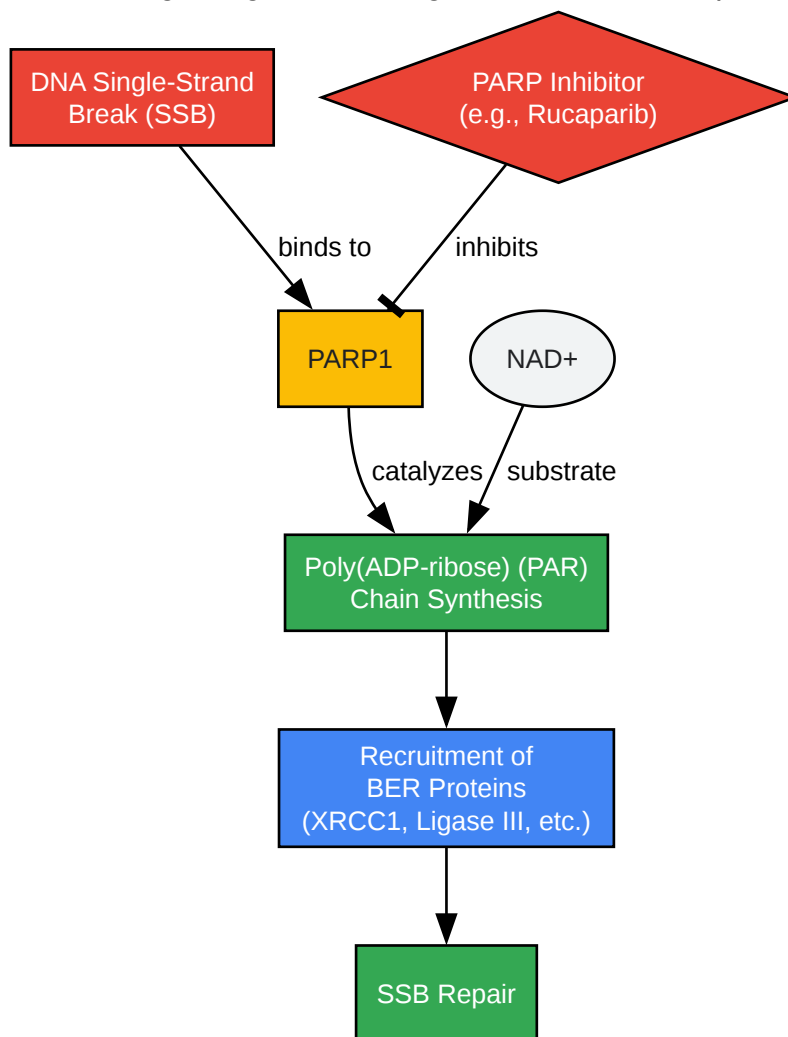 DNA Single-Strand
Break (SSB)
PARP Inhibitor
(e.g., Rucaparib)
binds to
inhibits
PARP1
NAD+
catalyzes
substrate
Poly(ADP-ribose) (PAR)
Chain Synthesis
Recruitment of
BER Proteins
(XRCC1, Ligase III, etc.)
SSB Repair